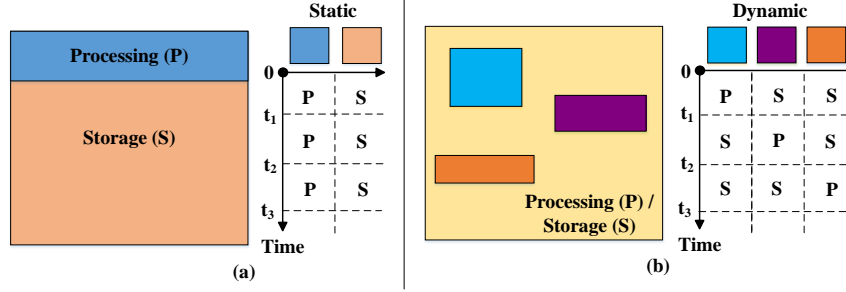 Static
Processing (P)
Storage (S)
0
P S
t1
P S
t2
P S
t3
Time
(a)
Dynamic
Processing (P) /
Storage (S)
0
P S S
t1
S P S
t2
S S P
t3
Time
(b)